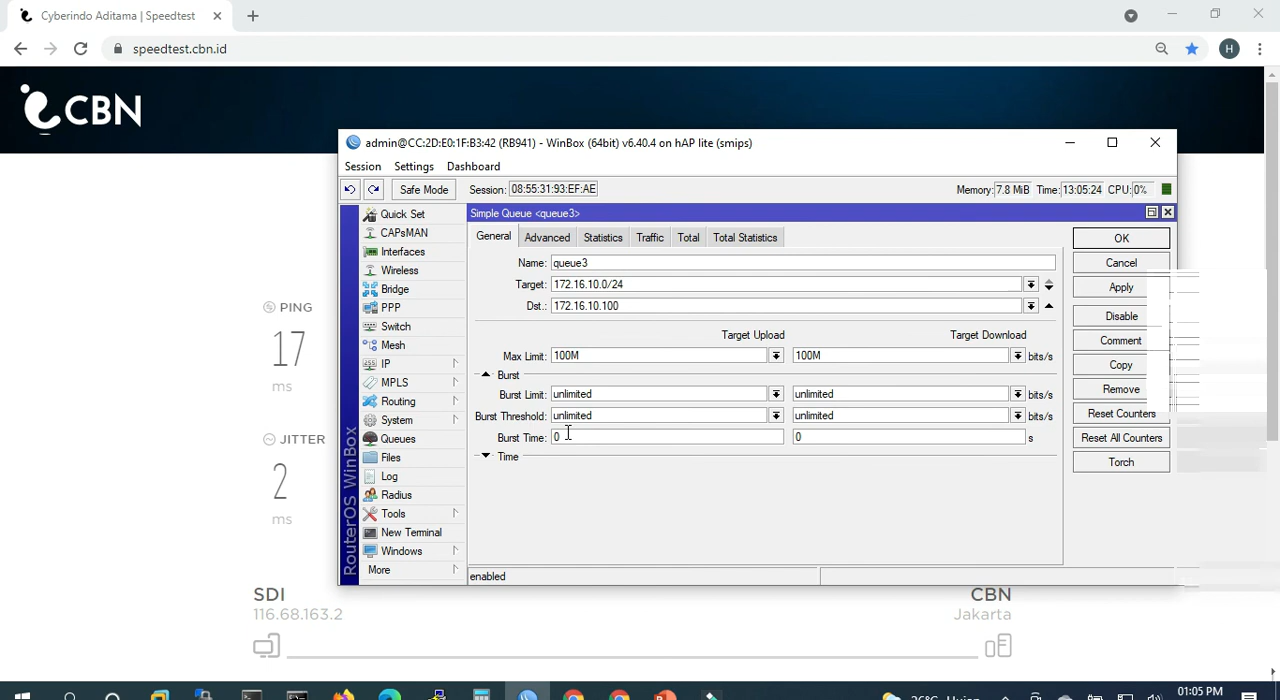 Cyberindo Aditama | Speedtest
speedtest.cbn.id
H
CBN
admin@CC:2D:E0:1F:B3:42 (RB941) - WinBox (64bit) v6.40.4 on hAP lite (smips)
Session Settings Dashboard
Safe Mode Session: 08:55:31:93:EF:AE Memory: 7.8 MiB Time: 13:05:24 CPU: 0%
RouterOS WinBox
Quick Set
CAPsMAN
Interfaces
Wireless
Bridge
PPP
Switch
Mesh
IP
MPLS
Routing
System
Queues
Files
Log
Radius
Tools
New Terminal
Windows
More
Simple Queue <queue3>
General Advanced Statistics Traffic Total Total Statistics
Name: queue3
Target: 172.16.10.0/24
Dst.: 172.16.10.100
Target Upload Target Download
Max Limit: 100M 100M bits/s
Burst
Burst Limit: unlimited unlimited bits/s
Burst Threshold: unlimited unlimited bits/s
Burst Time: 0 0 s
Time
enabled
OK
Cancel
Apply
Disable
Comment
Copy
Remove
Reset Counters
Reset All Counters
Torch
PING
17
ms
JITTER
2
ms
SDI
116.68.163.2
CBN
Jakarta
01:05 PM